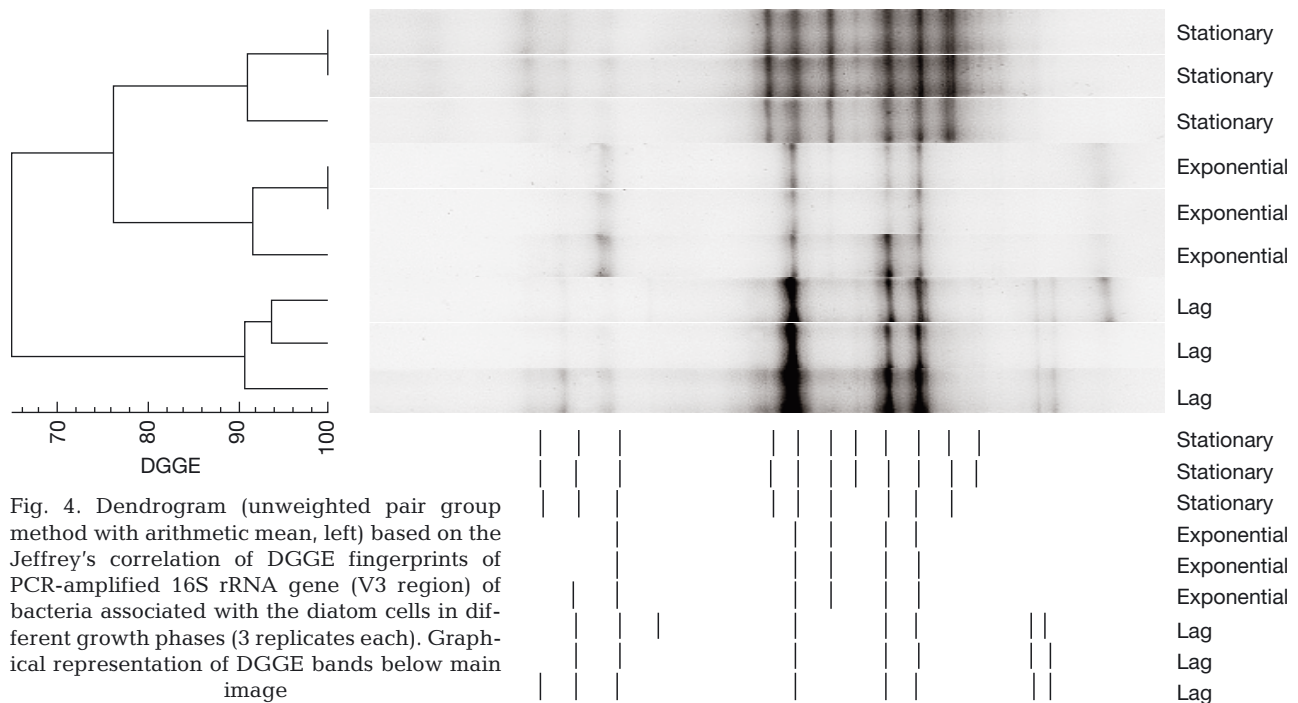 Stationary
Stationary
Stationary
Exponential
Exponential
Exponential
Lag
Lag
Lag
70 80 90 100
DGGE
Stationary
Stationary
Stationary
Exponential
Exponential
Exponential
Lag
Lag
Lag
Fig. 4. Dendrogram (unweighted pair group
method with arithmetic mean, left) based on the
Jeffrey's correlation of DGGE fingerprints of
PCR-amplified 16S rRNA gene (V3 region) of
bacteria associated with the diatom cells in dif-
ferent growth phases (3 replicates each). Graph-
ical representation of DGGE bands below main
image